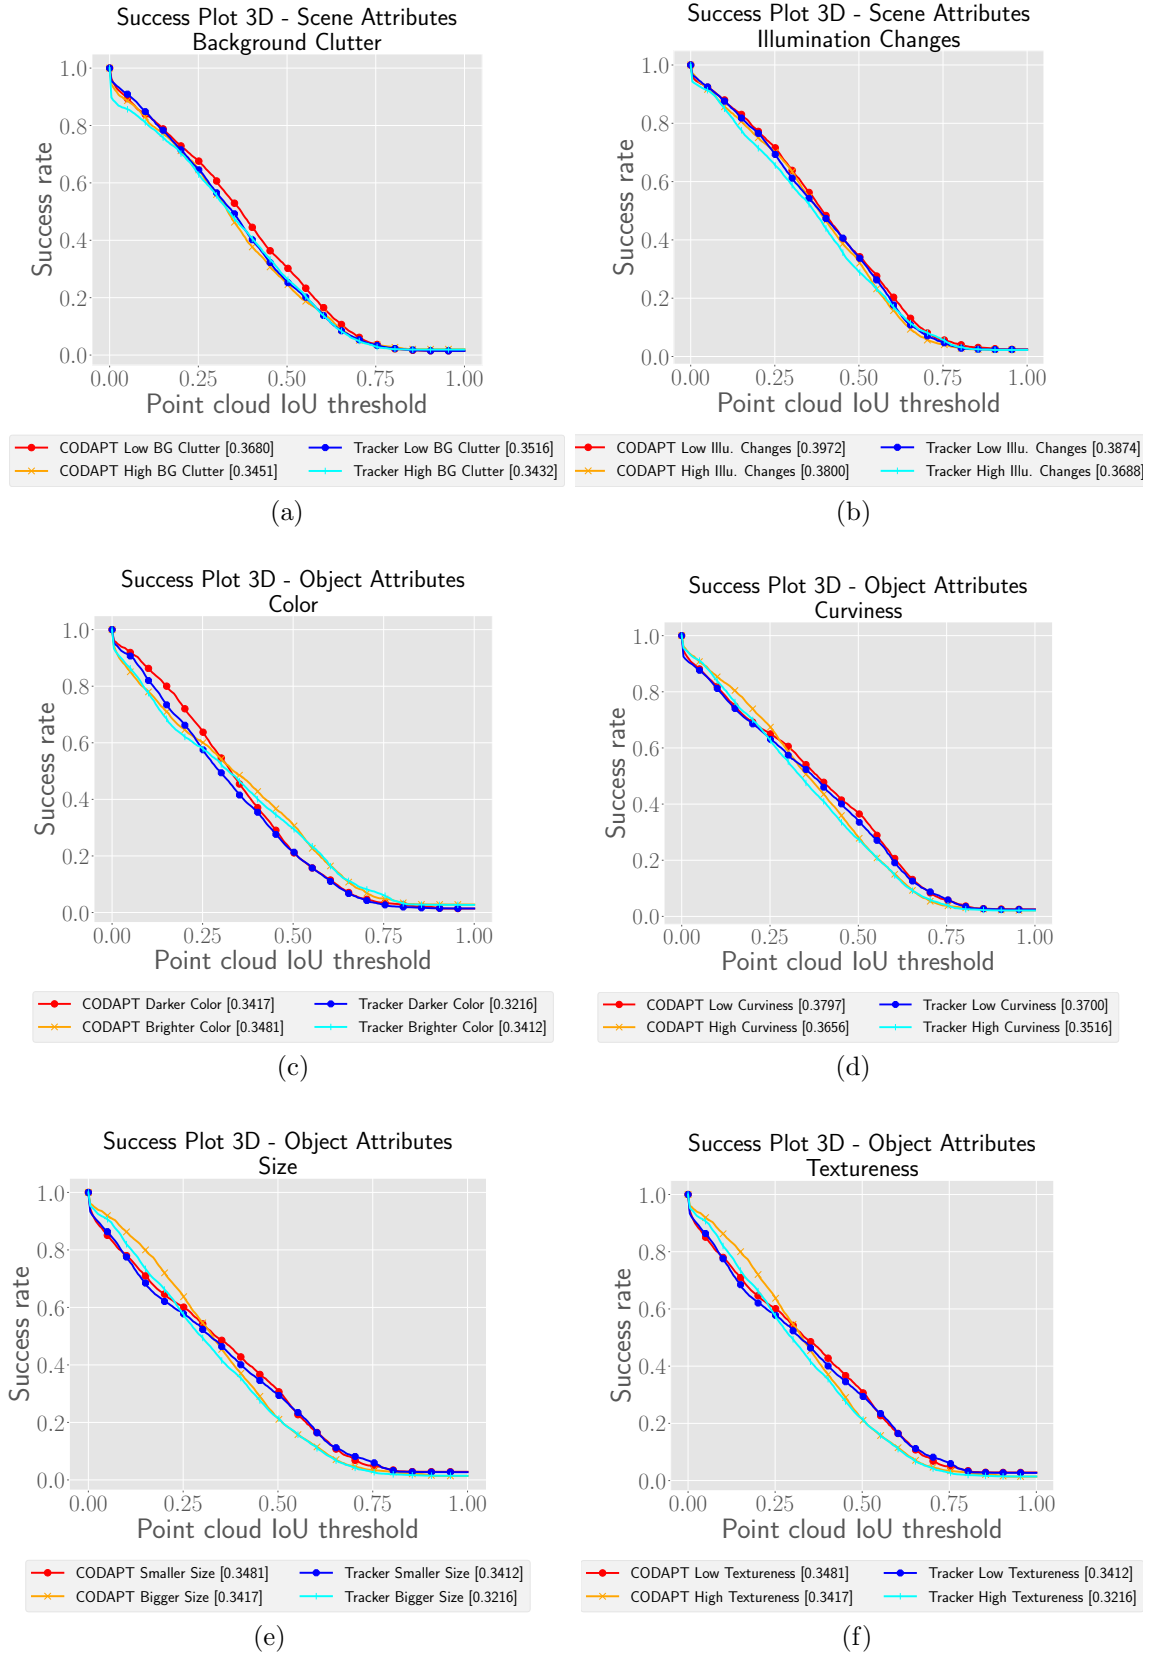 Success Plot 3D - Scene Attributes
Background Clutter
1.0
0.8
0.6
0.4
0.2
0.0
Success rate
0.00 0.25 0.50 0.75 1.00
Point cloud IoU threshold
CODAPT Low BG Clutter [0.3680] Tracker Low BG Clutter [0.3516]
CODAPT High BG Clutter [0.3451] Tracker High BG Clutter [0.3432]
(a)
Success Plot 3D - Scene Attributes
Illumination Changes
1.0
0.8
0.6
0.4
0.2
0.0
Success rate
0.00 0.25 0.50 0.75 1.00
Point cloud IoU threshold
CODAPT Low Illu. Changes [0.3972] Tracker Low Illu. Changes [0.3874]
CODAPT High Illu. Changes [0.3800] Tracker High Illu. Changes [0.3688]
(b)
Success Plot 3D - Object Attributes
Color
1.0
0.8
0.6
0.4
0.2
0.0
Success rate
0.00 0.25 0.50 0.75 1.00
Point cloud IoU threshold
CODAPT Darker Color [0.3417] Tracker Darker Color [0.3216]
CODAPT Brighter Color [0.3481] Tracker Brighter Color [0.3412]
(c)
Success Plot 3D - Object Attributes
Curviness
1.0
0.8
0.6
0.4
0.2
0.0
Success rate
0.00 0.25 0.50 0.75 1.00
Point cloud IoU threshold
CODAPT Low Curviness [0.3797] Tracker Low Curviness [0.3700]
CODAPT High Curviness [0.3656] Tracker High Curviness [0.3516]
(d)
Success Plot 3D - Object Attributes
Size
1.0
0.8
0.6
0.4
0.2
0.0
Success rate
0.00 0.25 0.50 0.75 1.00
Point cloud IoU threshold
CODAPT Smaller Size [0.3481] Tracker Smaller Size [0.3412]
CODAPT Bigger Size [0.3417] Tracker Bigger Size [0.3216]
(e)
Success Plot 3D - Object Attributes
Textureness
1.0
0.8
0.6
0.4
0.2
0.0
Success rate
0.00 0.25 0.50 0.75 1.00
Point cloud IoU threshold
CODAPT Low Textureness [0.3481] Tracker Low Textureness [0.3412]
CODAPT High Textureness [0.3417] Tracker High Textureness [0.3216]
(f)